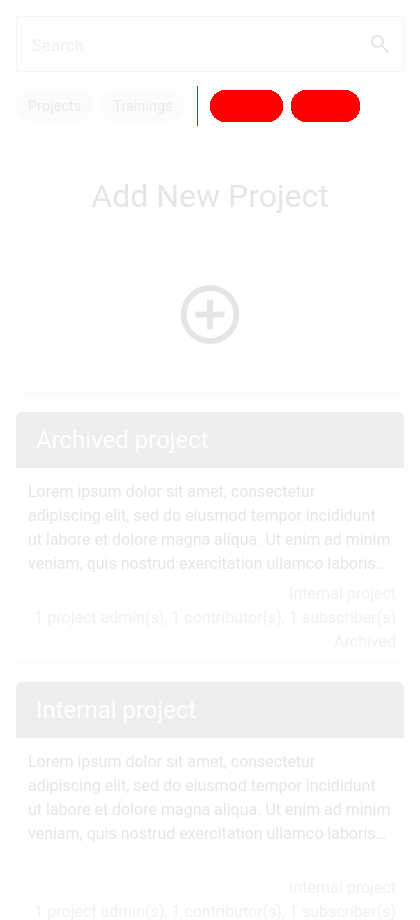 Search
Projects Trainings
Add New Project
Archived project
Lorem ipsum dolor sit amet, consectetur
adipiscing elit, sed do eiusmod tempor incididunt
ut labore et dolore magna aliqua. Ut enim ad minim
veniam, quis nostrud exercitation ullamco laboris...
Internal project
1 project admin(s), 1 contributor(s), 1 subscriber(s)
Archived
Internal project
Lorem ipsum dolor sit amet, consectetur
adipiscing elit, sed do eiusmod tempor incididunt
ut labore et dolore magna aliqua. Ut enim ad minim
veniam, quis nostrud exercitation ullamco laboris...
Internal project
1 project admin(s), 1 contributor(s), 1 subscriber(s)